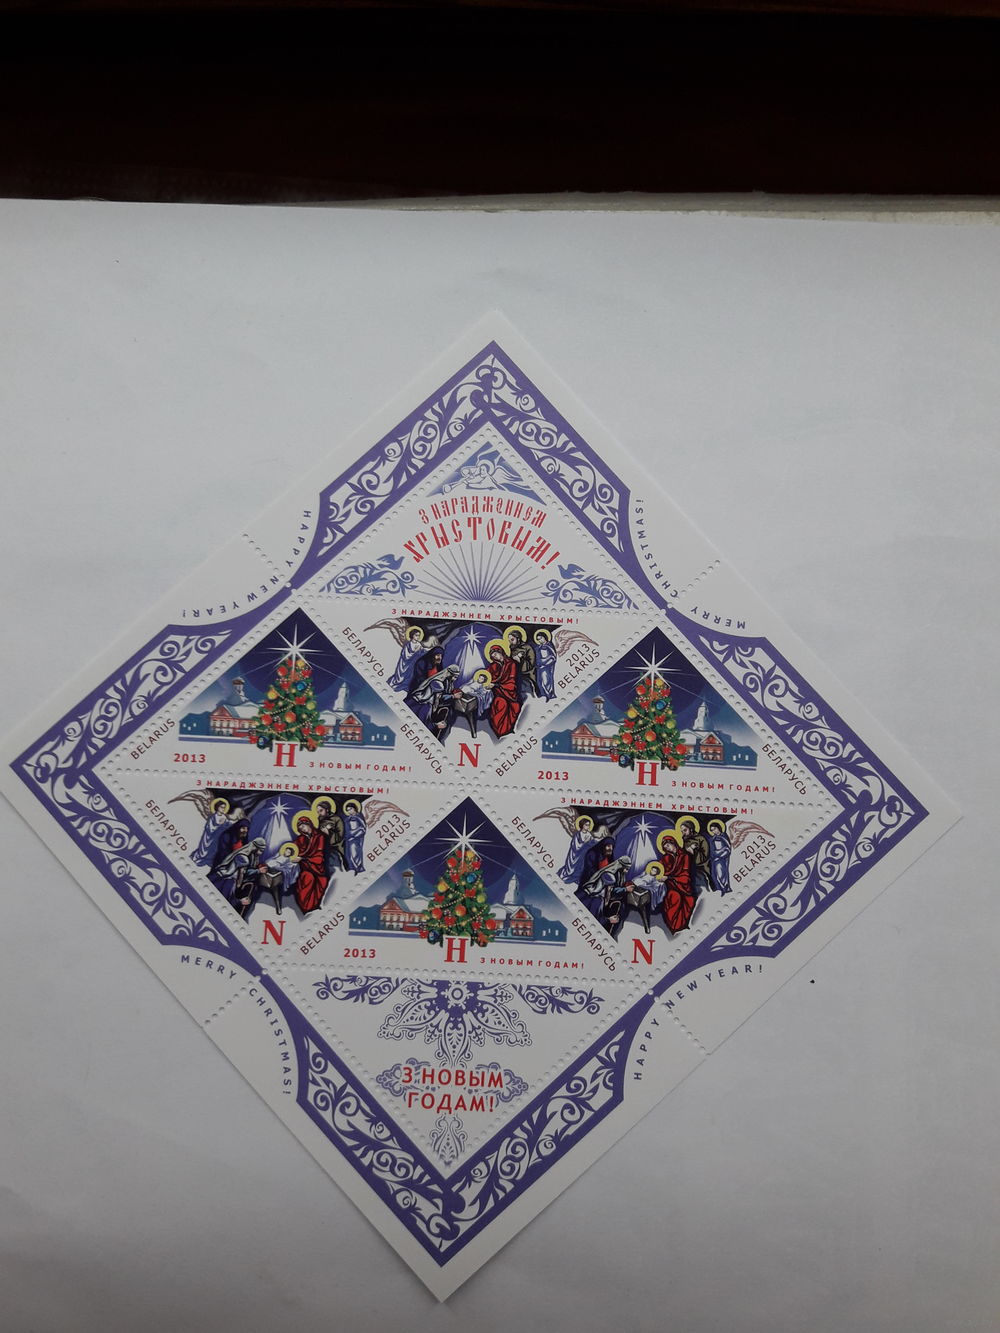 З НАРАДЖЭННЕМ
ХРЫСТОВЫМ!
HAPPY NEW YEAR!
MERRY CHRISTMAS!
З НАРАДЖЭННЕМ ХРЫСТОВЫМ!
БЕЛАРУСЬ
2013
BELARUS
БЕЛАРУСЬ
N
BELARUS
2013
H
З НОВЫМ ГОДАМ!
BELARUS
2013
H
З НОВЫМ ГОДАМ!
БЕЛАРУСЬ
З НАРАДЖЭННЕМ ХРЫСТОВЫМ!
БЕЛАРУСЬ
2013
BELARUS
N
BELARUS
2013
H
З НОВЫМ ГОДАМ!
БЕЛАРУСЬ
З НАРАДЖЭННЕМ ХРЫСТОВЫМ!
БЕЛАРУСЬ
2013
BELARUS
N
MERRY CHRISTMAS!
HAPPY NEW YEAR!
З НОВЫМ
ГОДАМ!